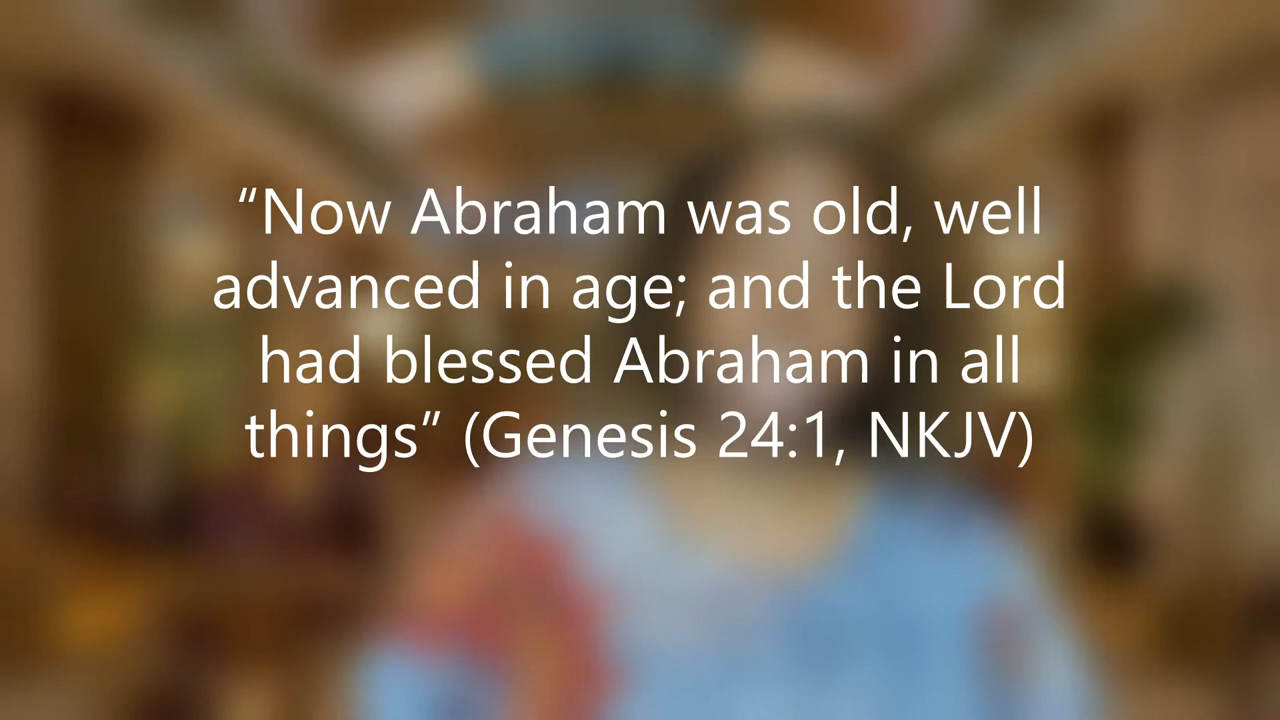 “Now Abraham was old, well
advanced in age; and the Lord
had blessed Abraham in all
things” (Genesis 24:1, NKJV)